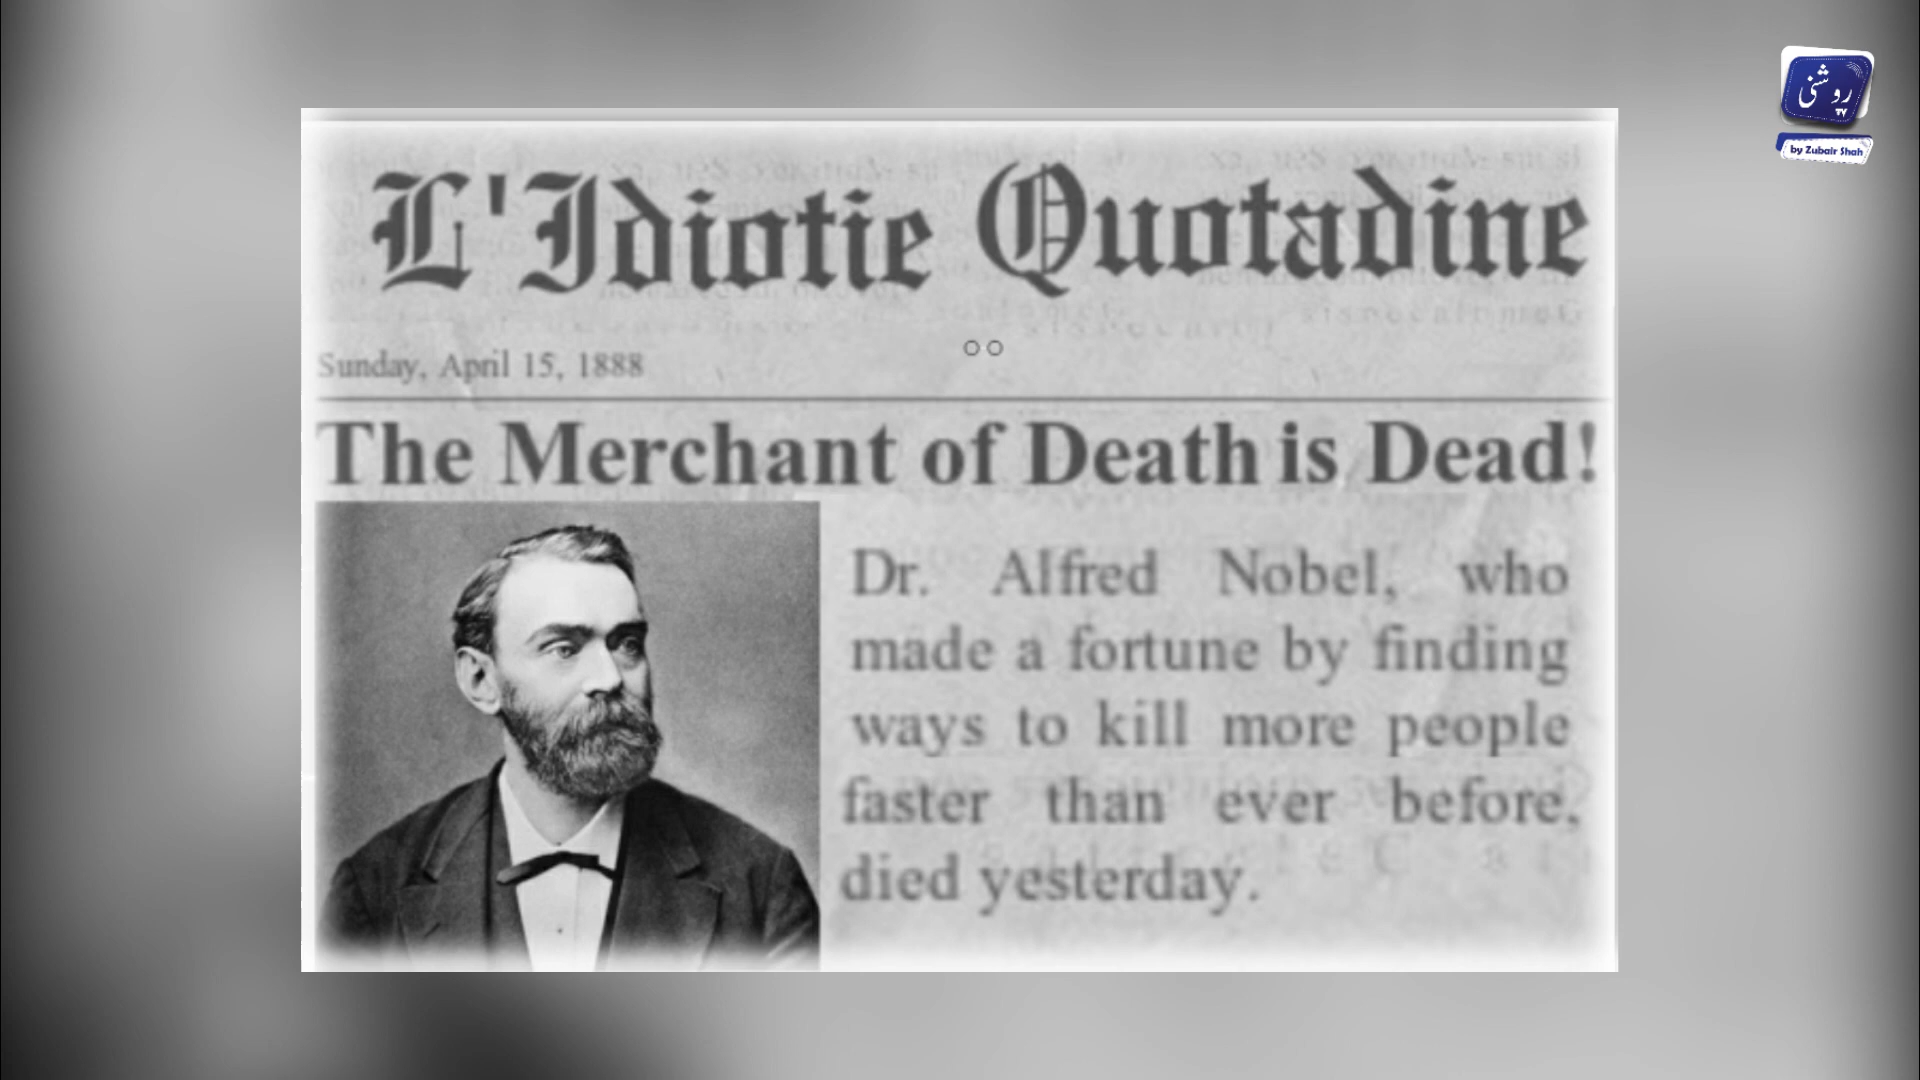 روشنی
TV
by Zubair Shah
L'Idiotie Quotadine
Sunday, April 15, 1888
The Merchant of Death is Dead!
Dr. Alfred Nobel, who
made a fortune by finding
ways to kill more people
faster than ever before,
died yesterday.